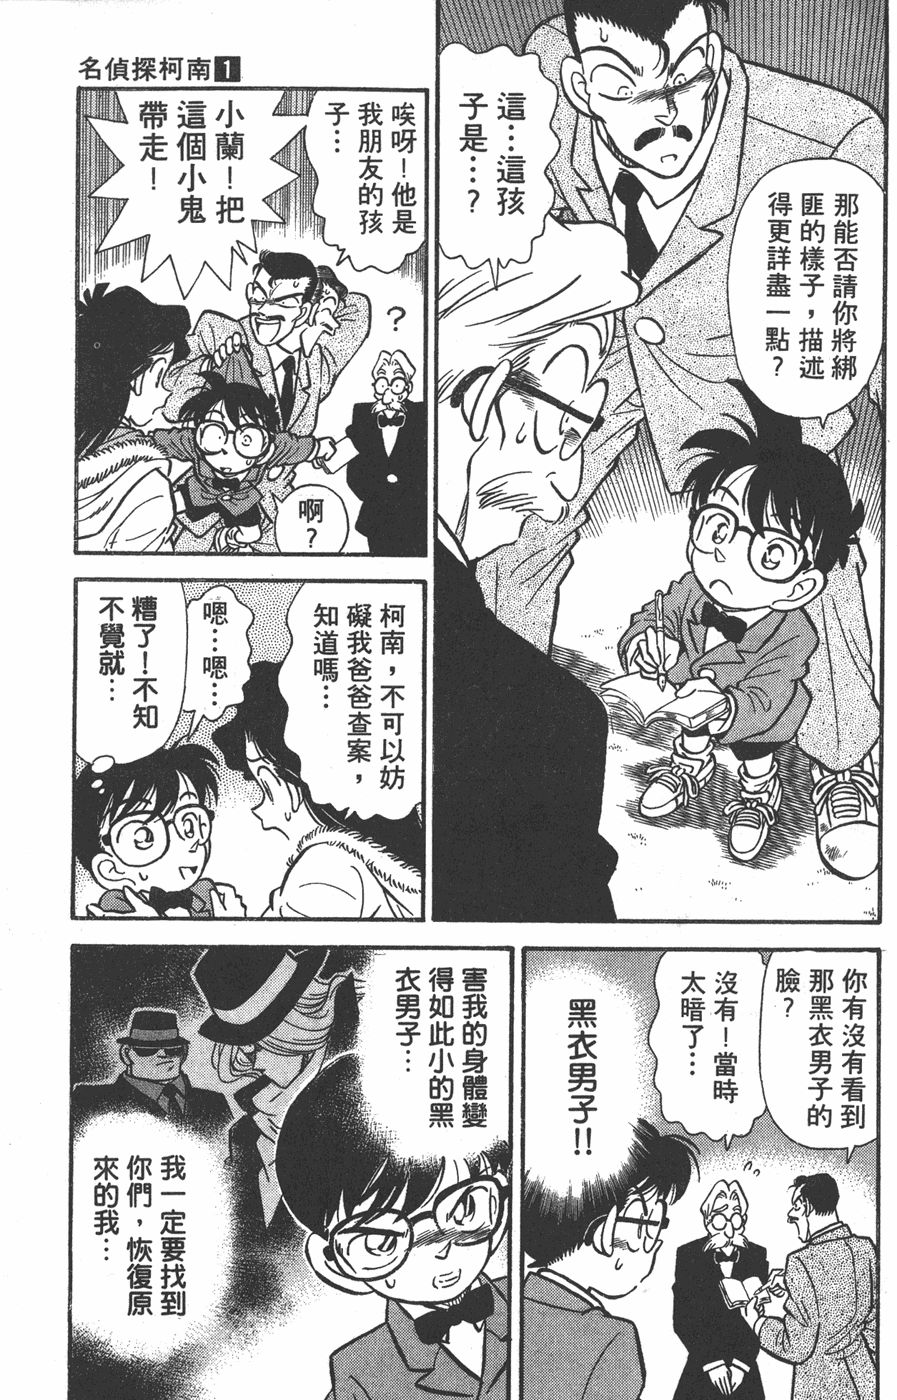 名偵探柯南1
那能否請你將綁
匪的樣子，描述
得更詳盡一點？
這…這孩
子是…？
唉呀！他是
我朋友的孩
子…
小蘭！把
這個小鬼
帶走！
？
啊？
柯南，不可以妨
礙我爸爸查案，
知道嗎…
嗯…嗯…
糟了！不知
不覺就…
你有沒有看到
那黑衣男子的
臉？
沒有！當時
太暗了…
黑衣男子!!
害我的身體變
得如此小的黑
衣男子…
我一定要找到
你們，恢復原
來的我…